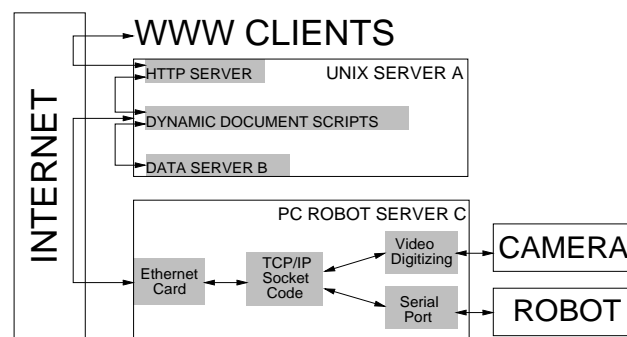 WWW CLIENTS
INTERNET
UNIX SERVER A
HTTP SERVER
DYNAMIC DOCUMENT SCRIPTS
DATA SERVER B
PC ROBOT SERVER C
Ethernet
Card
TCP/IP
Socket
Code
Video
Digitizing
Serial
Port
CAMERA
ROBOT